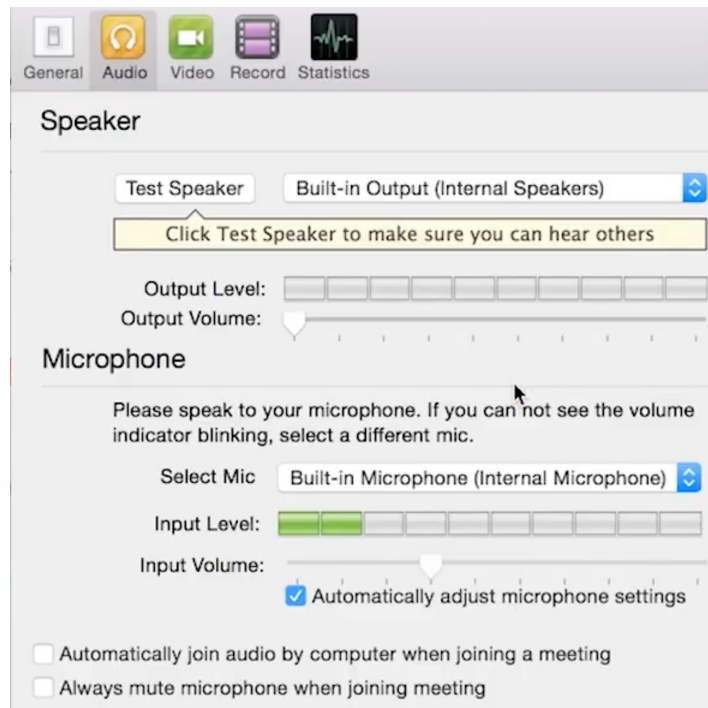 General Audio Video Record Statistics
Speaker
Test Speaker Built-in Output (Internal Speakers)
Click Test Speaker to make sure you can hear others
Output Level:
Output Volume:
Microphone
Please speak to your microphone. If you can not see the volume
indicator blinking, select a different mic.
Select Mic Built-in Microphone (Internal Microphone)
Input Level:
Input Volume:
Automatically adjust microphone settings
Automatically join audio by computer when joining a meeting
Always mute microphone when joining meeting